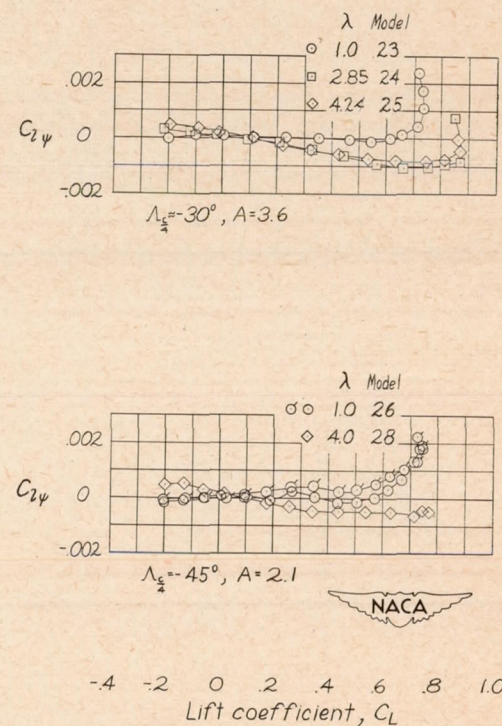 λ Model
○ 1.0 23
□ 2.85 24
◇ 4.24 25
.002
C_lψ 0
-.002
Λ_c/4=-30°, A=3.6
λ Model
○ 1.0 26
◇ 4.0 28
.002
C_lψ 0
-.002
Λ_c/4=-45°, A=2.1
NACA
-.4 -.2 0 .2 .4 .6 .8 1.0
Lift coefficient, C_L